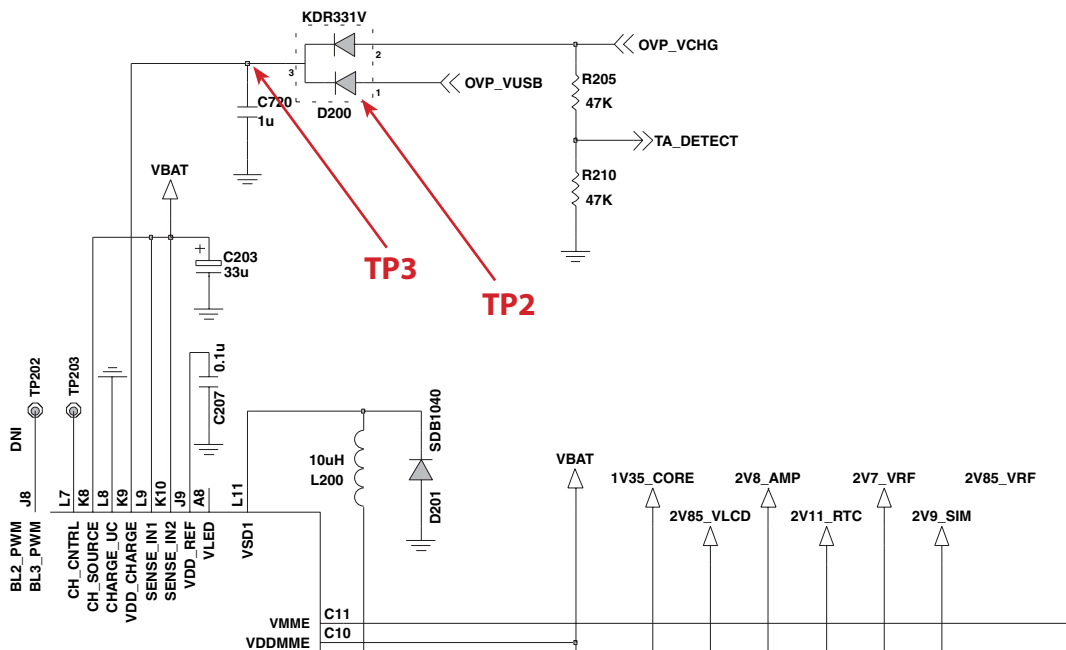 KDR331V
2
OVP_VCHG
3
OVP_VUSB
1
D200
C720
1u
R205
47K
TA_DETECT
R210
47K
VBAT
+
C203
33u
TP3
TP2
0.1u
C207
TP202
TP203
DNI
SDB1040
10uH
L200
D201
VBAT
1V35_CORE
2V8_AMP
2V7_VRF
2V85_VRF
2V85_VLCD
2V11_RTC
2V9_SIM
J8
L7
K8
L8
K9
L9
K10
J9
A8
L11
BL2_PWM
BL3_PWM
CH_CNTRL
CH_SOURCE
CHARGE_UC
VDD_CHARGE
SENSE_IN1
SENSE_IN2
VDD_REF
VLED
VSD1
VMME
C11
VDDMME
C10